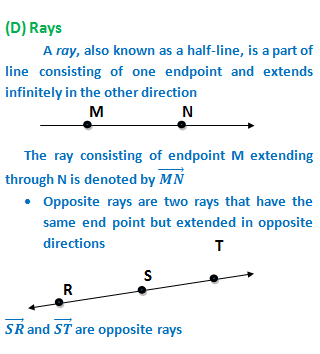 (D) Rays
A ray, also known as a half-line, is a part of
line consisting of one endpoint and extends
infinitely in the other direction
M N
The ray consisting of endpoint M extending
through N is denoted by \(\overrightarrow{MN}\)
• Opposite rays are two rays that have the
same end point but extended in opposite
directions
T
S
R
\(\overrightarrow{SR}\) and \(\overrightarrow{ST}\) are opposite rays